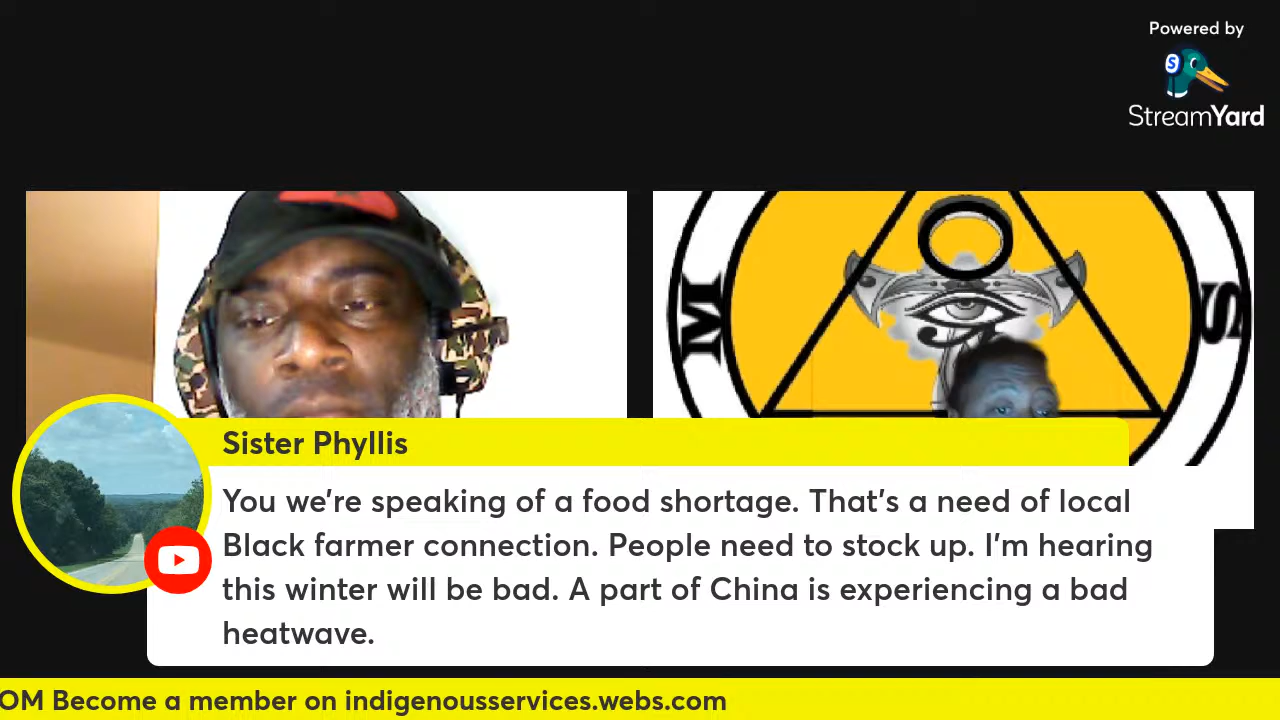 Powered by
S
StreamYard
M
S
Sister Phyllis
You we’re speaking of a food shortage. That’s a need of local
Black farmer connection. People need to stock up. I’m hearing
this winter will be bad. A part of China is experiencing a bad
heatwave.
OM Become a member on indigenousservices.webs.com